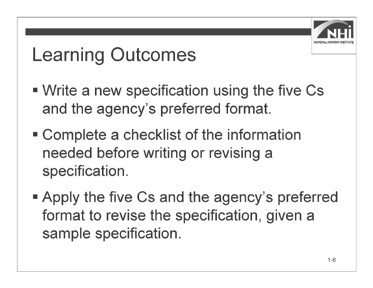 NHI
NATIONAL HIGHWAY INSTITUTE
Learning Outcomes
▪ Write a new specification using the five Cs
and the agency's preferred format.
▪ Complete a checklist of the information
needed before writing or revising a
specification.
▪ Apply the five Cs and the agency's preferred
format to revise the specification, given a
sample specification.
1-8